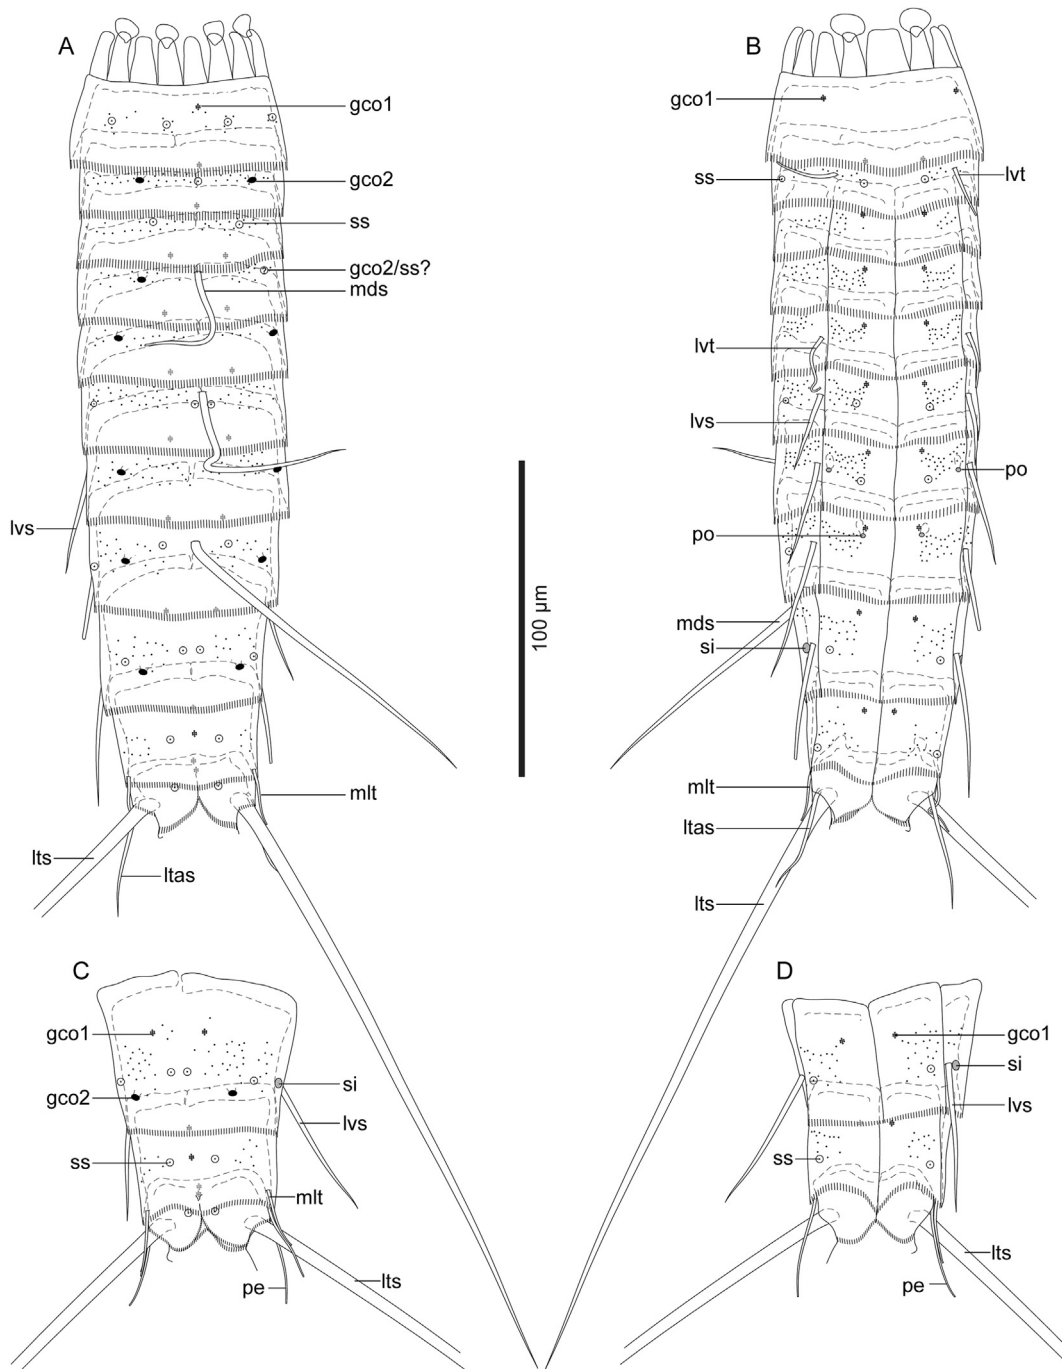 A
gco1
gco2
ss
gco2/ss?
mds
lvs
mlt
lts
ltas
100 µm
B
gco1
ss
lvt
lvt
lvs
po
po
mds
si
mlt
ltas
lts
C
gco1
gco2
si
lvs
ss
mlt
pe
lts
D
gco1
si
lvs
ss
lts
pe